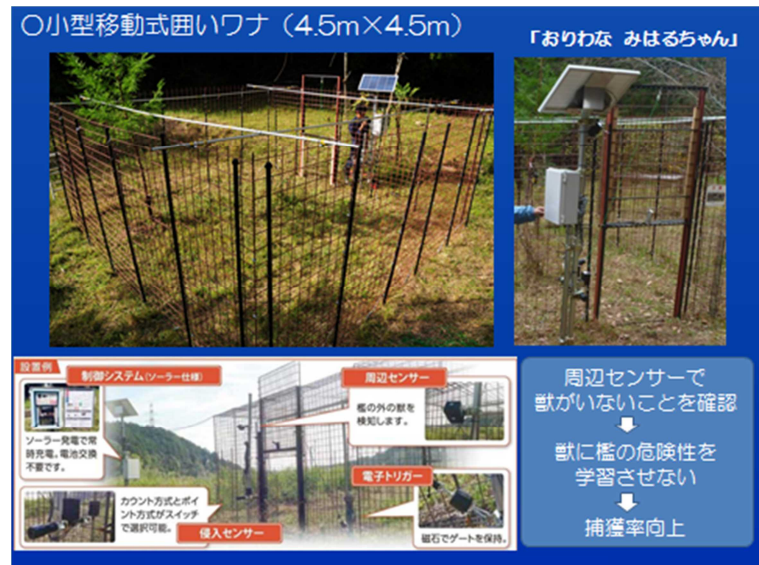 〇小型移動式囲いワナ（4.5m×4.5m）
「おりわな みはるちゃん」
設置例
制御システム(ソーラー仕様)
ソーラー発電で常
時充電。電池交換
不要です。
周辺センサー
檻の外の獣を
検知します。
カウント方式とポイ
ント方式がスイッチ
で選択可能。
侵入センサー
電子トリガー
磁石でゲートを保持。
周辺センサーで
獣がいないことを確認
獣に檻の危険性を
学習させない
捕獲率向上